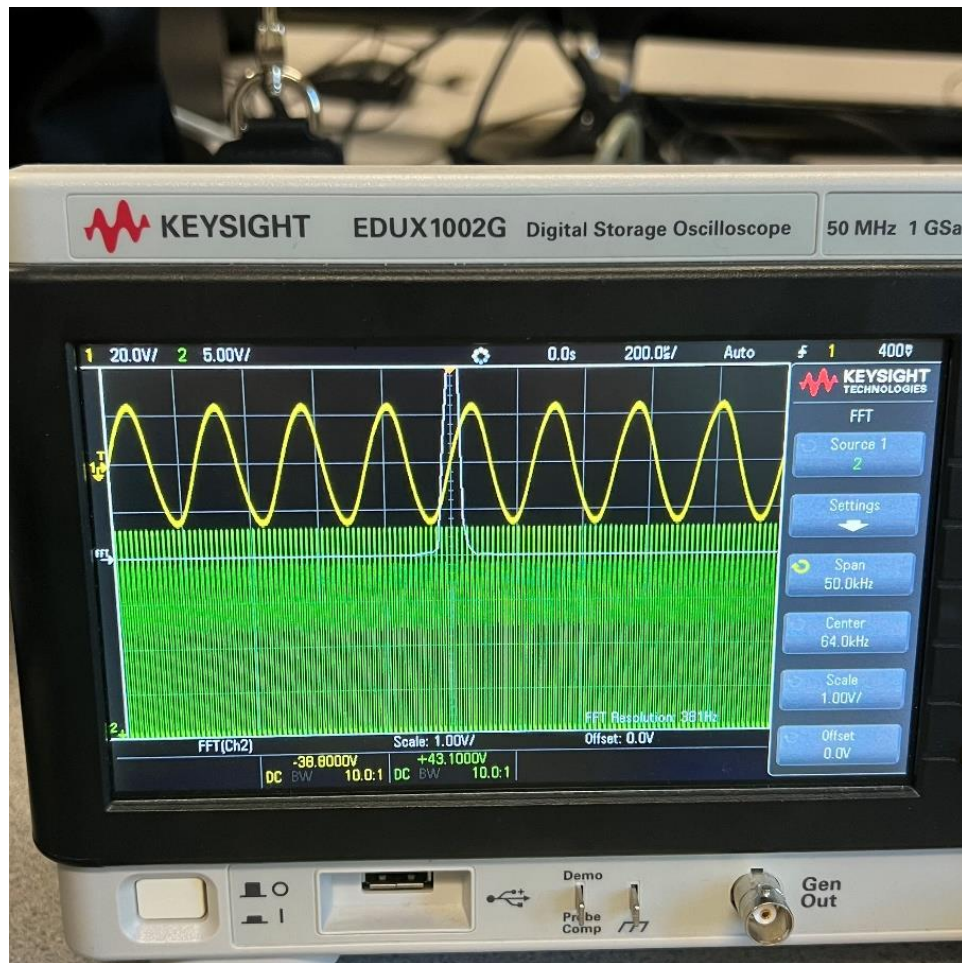 KEYSIGHT EDUX1002G Digital Storage Oscilloscope 50 MHz 1 GSa
1 20.0V/ 2 5.00V/ 0.0s 200.0s/ Auto 1 400
KEYSIGHT
TECHNOLOGIES
FFT
Source 1
2
Settings
Span
50.0kHz
Center
64.0kHz
Scale
1.00V/
Offset
0.0V
T
1
FFT
2
FFT Resolution: 381Hz
FFT(Ch2) Scale: 1.00V/ Offset: 0.0V
-38.8000V +43.1000V
DC BW 10.0:1 DC BW 10.0:1
Demo
Probe
Comp
Gen
Out